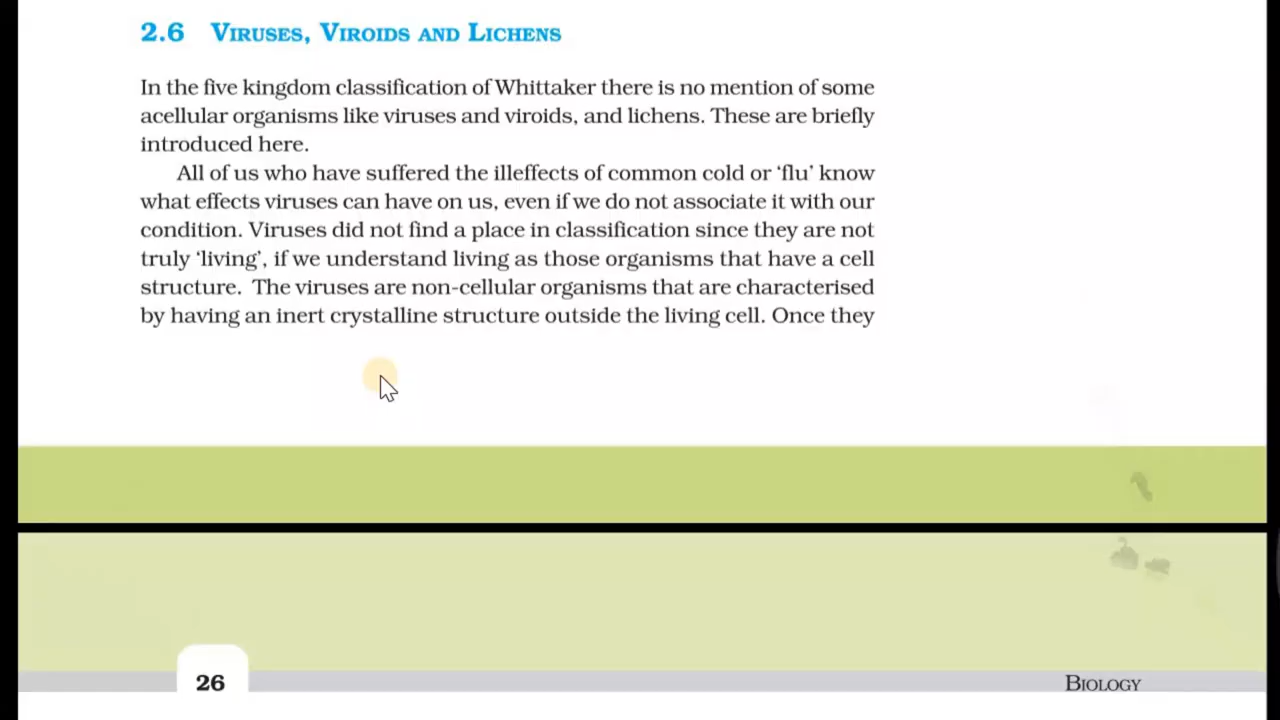 2.6 Viruses, Viroids and Lichens
In the five kingdom classification of Whittaker there is no mention of some
acellular organisms like viruses and viroids, and lichens. These are briefly
introduced here.
All of us who have suffered the illeffects of common cold or ‘flu’ know
what effects viruses can have on us, even if we do not associate it with our
condition. Viruses did not find a place in classification since they are not
truly ‘living’, if we understand living as those organisms that have a cell
structure. The viruses are non-cellular organisms that are characterised
by having an inert crystalline structure outside the living cell. Once they
26
Biology